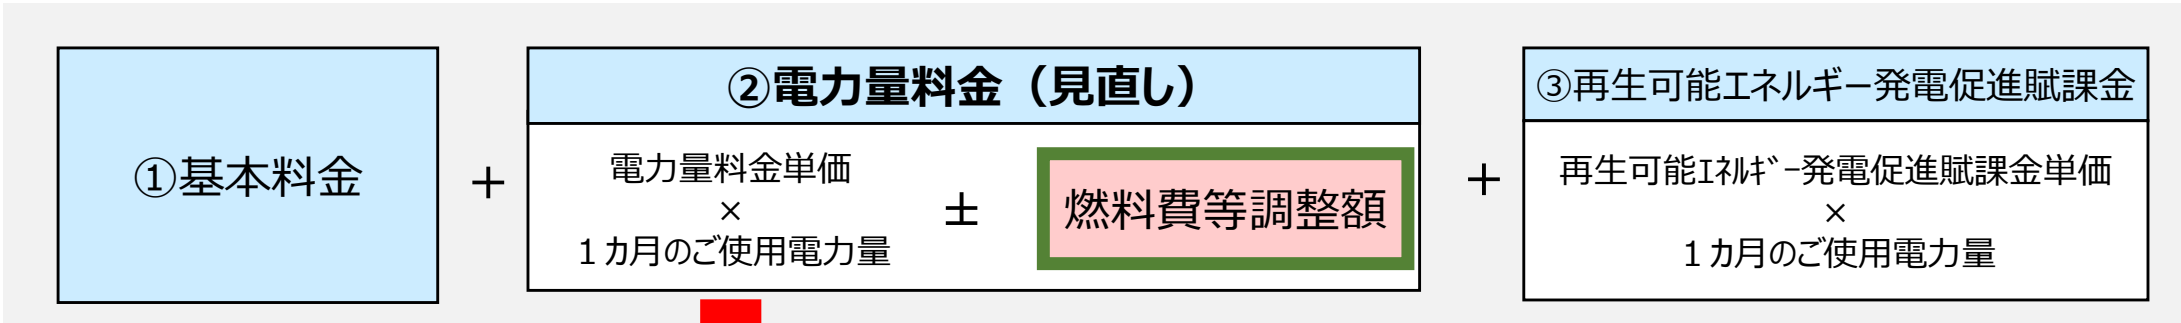 ①基本料金
＋
②電力量料金（見直し）
電力量料金単価
×
１カ月のご使用電力量
±
燃料費等調整額
＋
③再生可能エネルギー発電促進賦課金
再生可能ｴﾈﾙｷﾞｰ発電促進賦課金単価
×
１カ月のご使用電力量